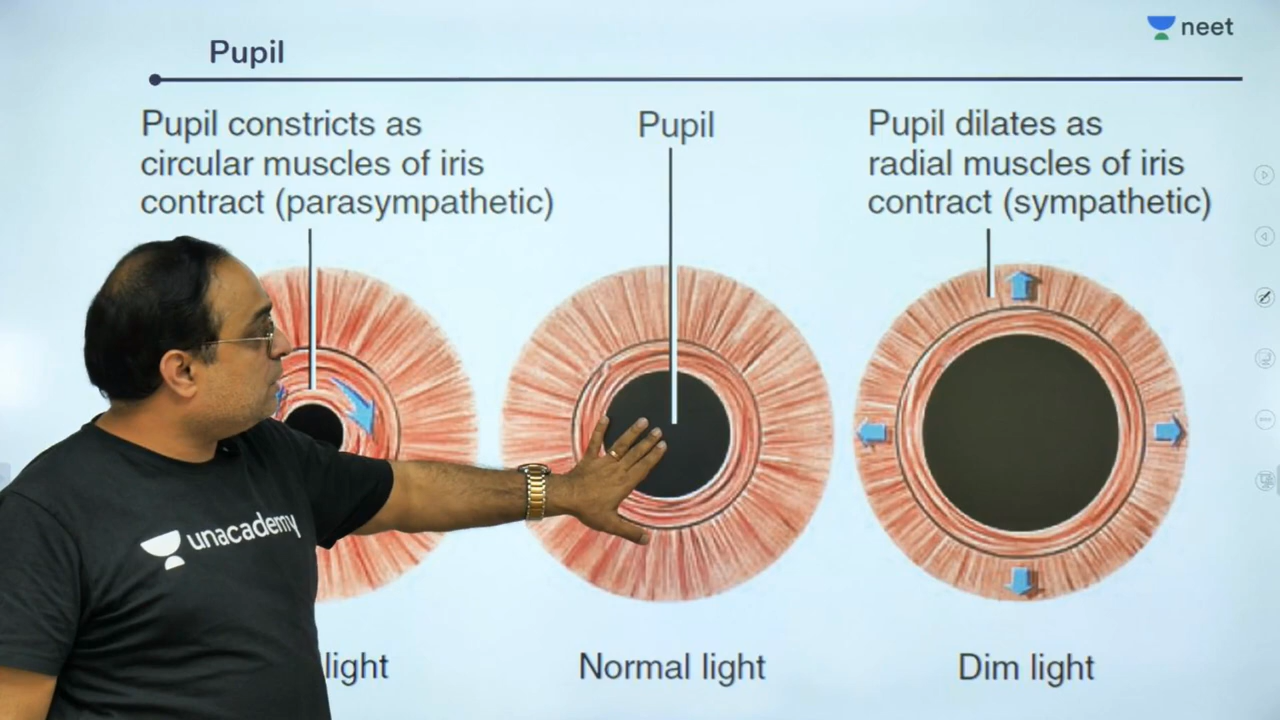 neet
Pupil
Pupil constricts as
circular muscles of iris
contract (parasympathetic)
Pupil
Pupil dilates as
radial muscles of iris
contract (sympathetic)
unacademy
light
Normal light
Dim light